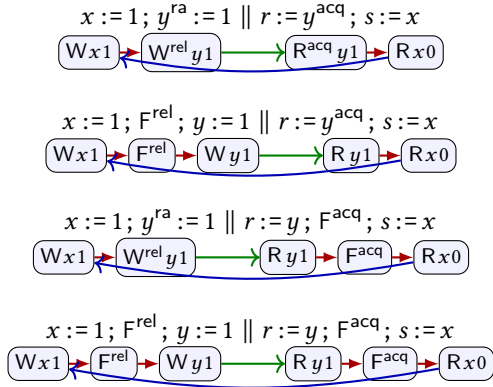 x := 1; y^ra := 1 ∥ r := y^acq; s := x
Wx1 W^rel y1 R^acq y1 Rx0
x := 1; F^rel; y := 1 ∥ r := y^acq; s := x
Wx1 F^rel Wy1 Ry1 Rx0
x := 1; y^ra := 1 ∥ r := y; F^acq; s := x
Wx1 W^rel y1 Ry1 F^acq Rx0
x := 1; F^rel; y := 1 ∥ r := y; F^acq; s := x
Wx1 F^rel Wy1 Ry1 F^acq Rx0